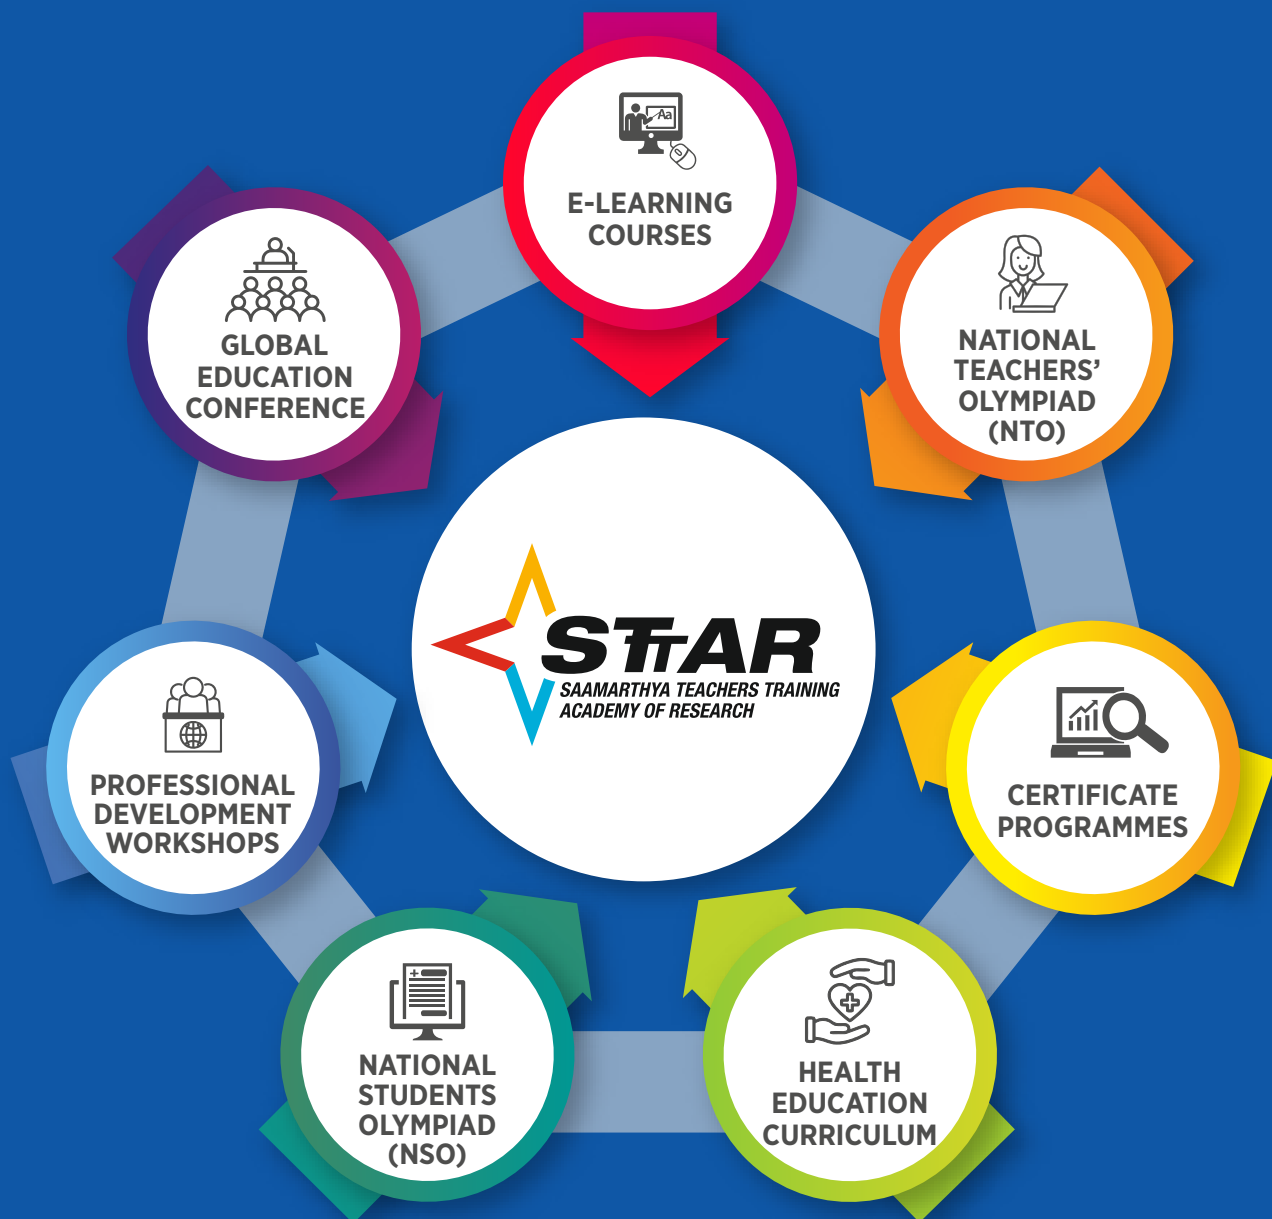 E-LEARNING
COURSES
NATIONAL
TEACHERS’
OLYMPIAD
(NTO)
CERTIFICATE
PROGRAMMES
HEALTH
EDUCATION
CURRICULUM
NATIONAL
STUDENTS
OLYMPIAD
(NSO)
PROFESSIONAL
DEVELOPMENT
WORKSHOPS
GLOBAL
EDUCATION
CONFERENCE
STTAR
SAAMARTHYA TEACHERS TRAINING
ACADEMY OF RESEARCH
Aa